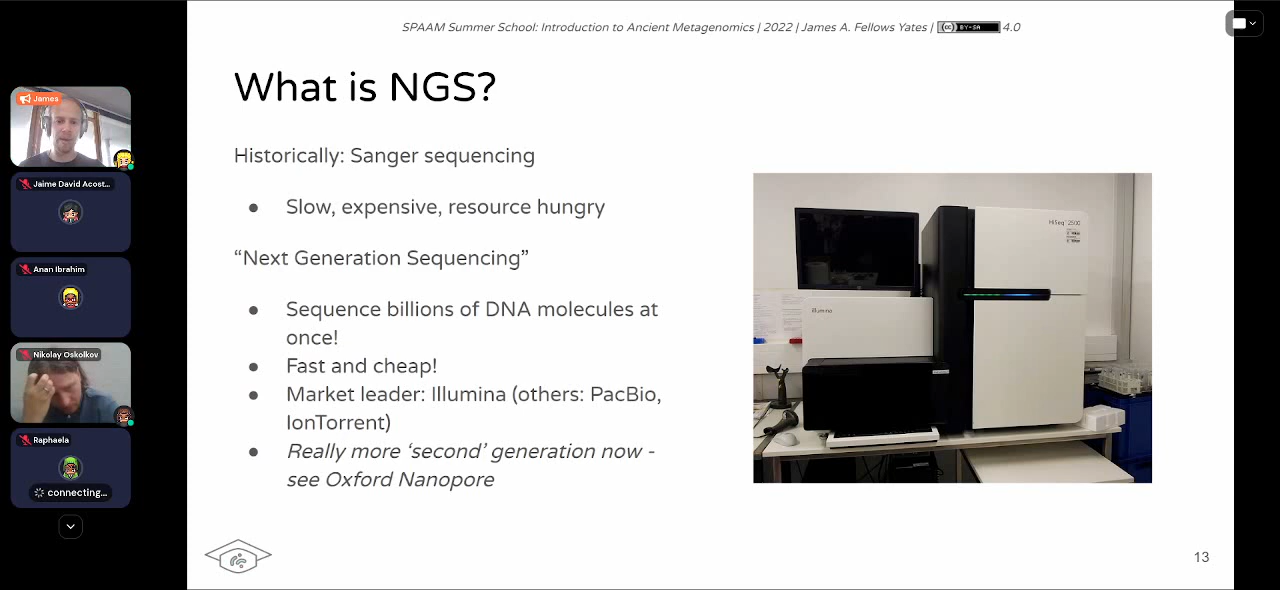 SPAAM Summer School: Introduction to Ancient Metagenomics | 2022 | James A. Fellows Yates | (cc) BY-SA 4.0
What is NGS?
Historically: Sanger sequencing
● Slow, expensive, resource hungry
“Next Generation Sequencing”
● Sequence billions of DNA molecules at
once!
● Fast and cheap!
● Market leader: Illumina (others: PacBio,
IonTorrent)
● Really more ‘second’ generation now -
see Oxford Nanopore
HiSeq 2500
illumina
13
James
Jaime David Acost...
Anan Ibrahim
Nikolay Oskolkov
Raphaela
connecting...